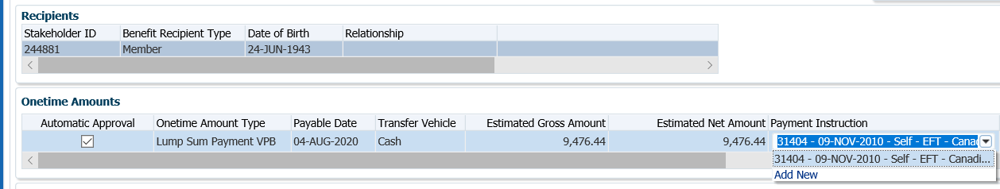 Recipients
Stakeholder ID Benefit Recipient Type Date of Birth Relationship
244881 Member 24-JUN-1943
Onetime Amounts
Automatic Approval Onetime Amount Type Payable Date Transfer Vehicle Estimated Gross Amount Estimated Net Amount Payment Instruction
Lump Sum Payment VPB 04-AUG-2020 Cash 9,476.44 9,476.44 31404 - 09-NOV-2010 - Self - EFT - Canadi
31404 - 09-NOV-2010 - Self - EFT - Canadi...
Add New